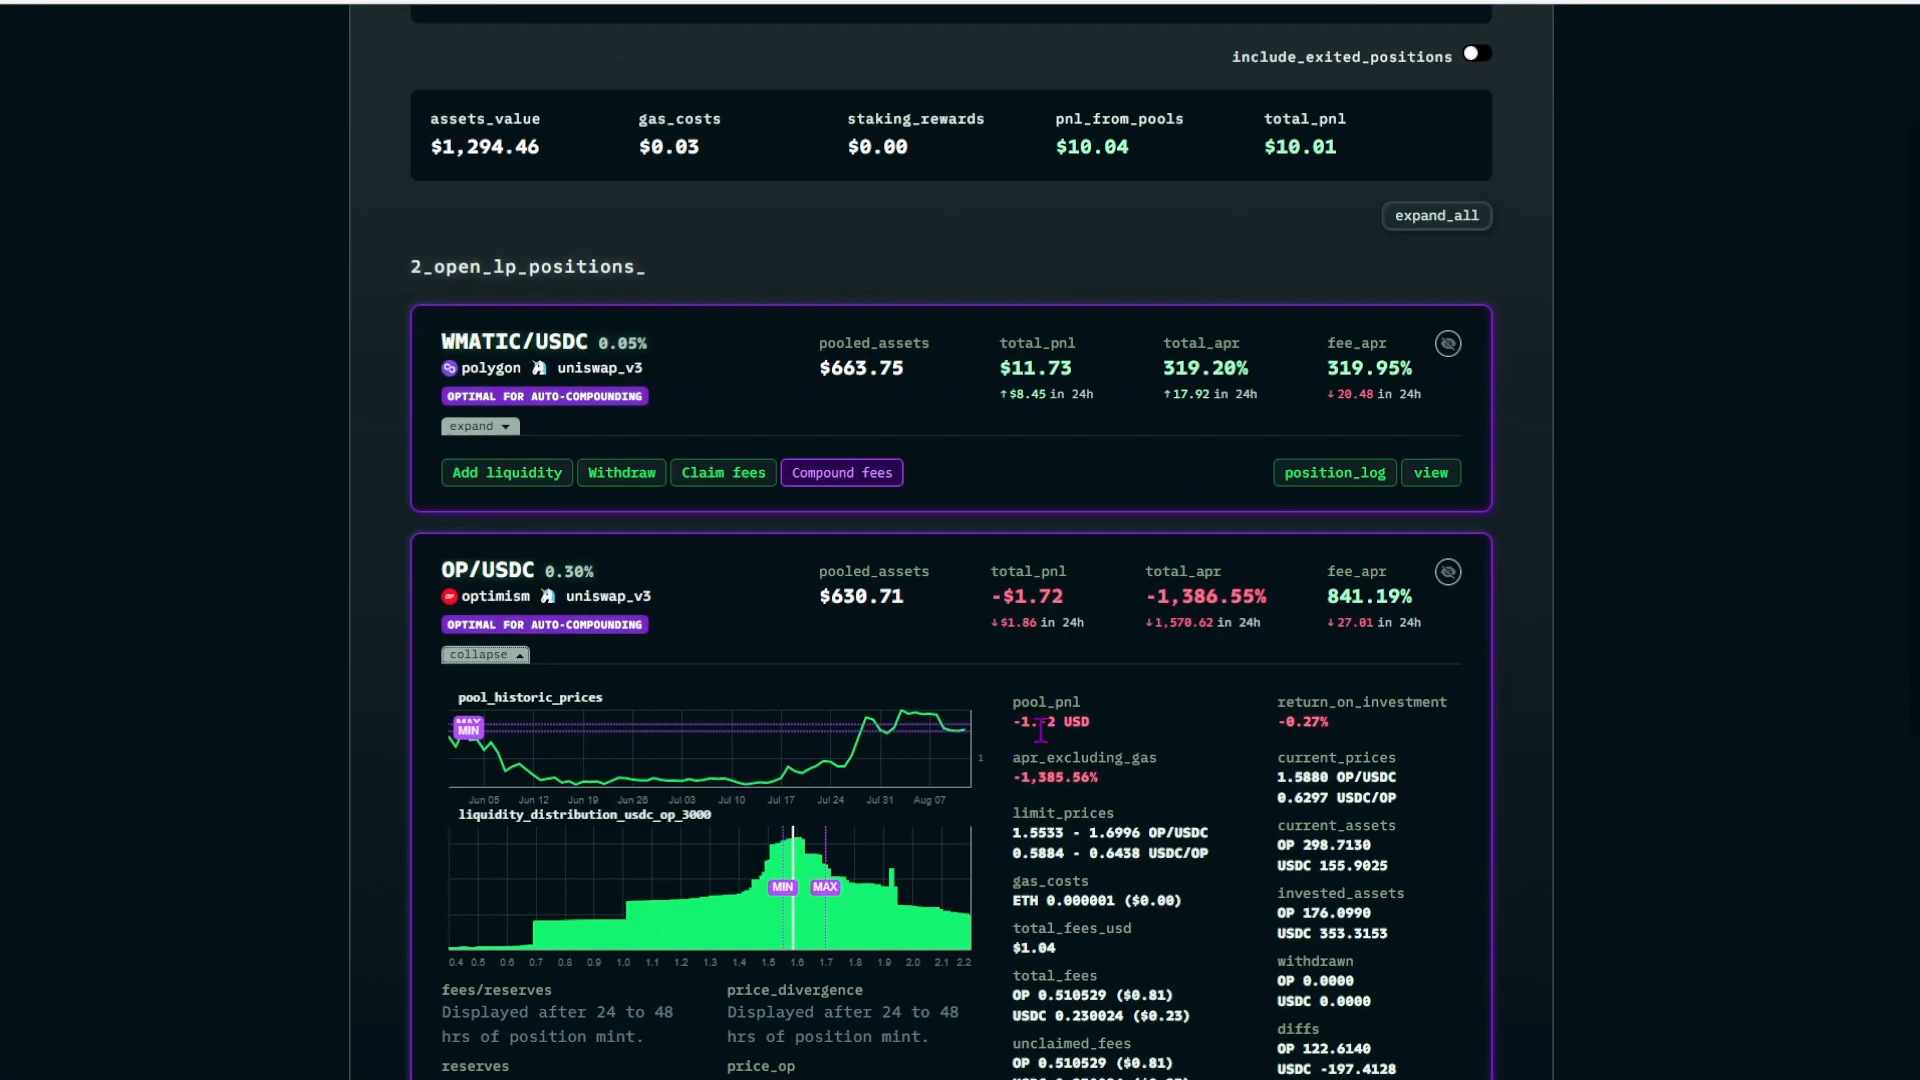 include_exited_positions
assets_value gas_costs staking_rewards pnl_from_pools total_pnl
$1,294.46 $0.03 $0.00 $10.04 $10.01
expand_all
2_open_lp_positions_
WMATIC/USDC 0.05% pooled_assets total_pnl total_apr fee_apr
polygon uniswap_v3 $663.75 $11.73 319.20% 319.95%
OPTIMAL FOR AUTO-COMPOUNDING ↑$8.45 in 24h ↑17.92 in 24h ↓20.48 in 24h
expand ▼
Add liquidity Withdraw Claim fees Compound fees position_log view
OP/USDC 0.30% pooled_assets total_pnl total_apr fee_apr
OP optimism uniswap_v3 $630.71 -$1.72 -1,386.55% 841.19%
OPTIMAL FOR AUTO-COMPOUNDING ↓$1.86 in 24h ↓1,570.62 in 24h ↓27.01 in 24h
collapse ▲
pool_historic_prices
MAX
MIN
1
Jun 05 Jun 12 Jun 19 Jun 26 Jul 03 Jul 10 Jul 17 Jul 24 Jul 31 Aug 07
liquidity_distribution_usdc_op_3000
MIN MAX
0.4 0.5 0.6 0.7 0.8 0.9 1.0 1.1 1.2 1.3 1.4 1.5 1.6 1.7 1.8 1.9 2.0 2.1 2.2
fees/reserves
Displayed after 24 to 48
hrs of position mint.
reserves
price_divergence
Displayed after 24 to 48
hrs of position mint.
price_op
pool_pnl
USD
apr_excluding_gas
-1,385.56%
limit_prices
1.5533 - 1.6996 OP/USDC
0.5884 - 0.6438 USDC/OP
gas_costs
ETH 0.000001 ($0.00)
total_fees_usd
$1.04
total_fees
OP 0.510529 ($0.81)
USDC 0.230024 ($0.23)
unclaimed_fees
OP 0.510529 ($0.81)
return_on_investment
-0.27%
current_prices
1.5880 OP/USDC
0.6297 USDC/OP
current_assets
OP 298.7130
USDC 155.9025
invested_assets
OP 176.0990
USDC 353.3153
withdrawn
OP 0.0000
USDC 0.0000
diffs
OP 122.6140
USDC -197.4128